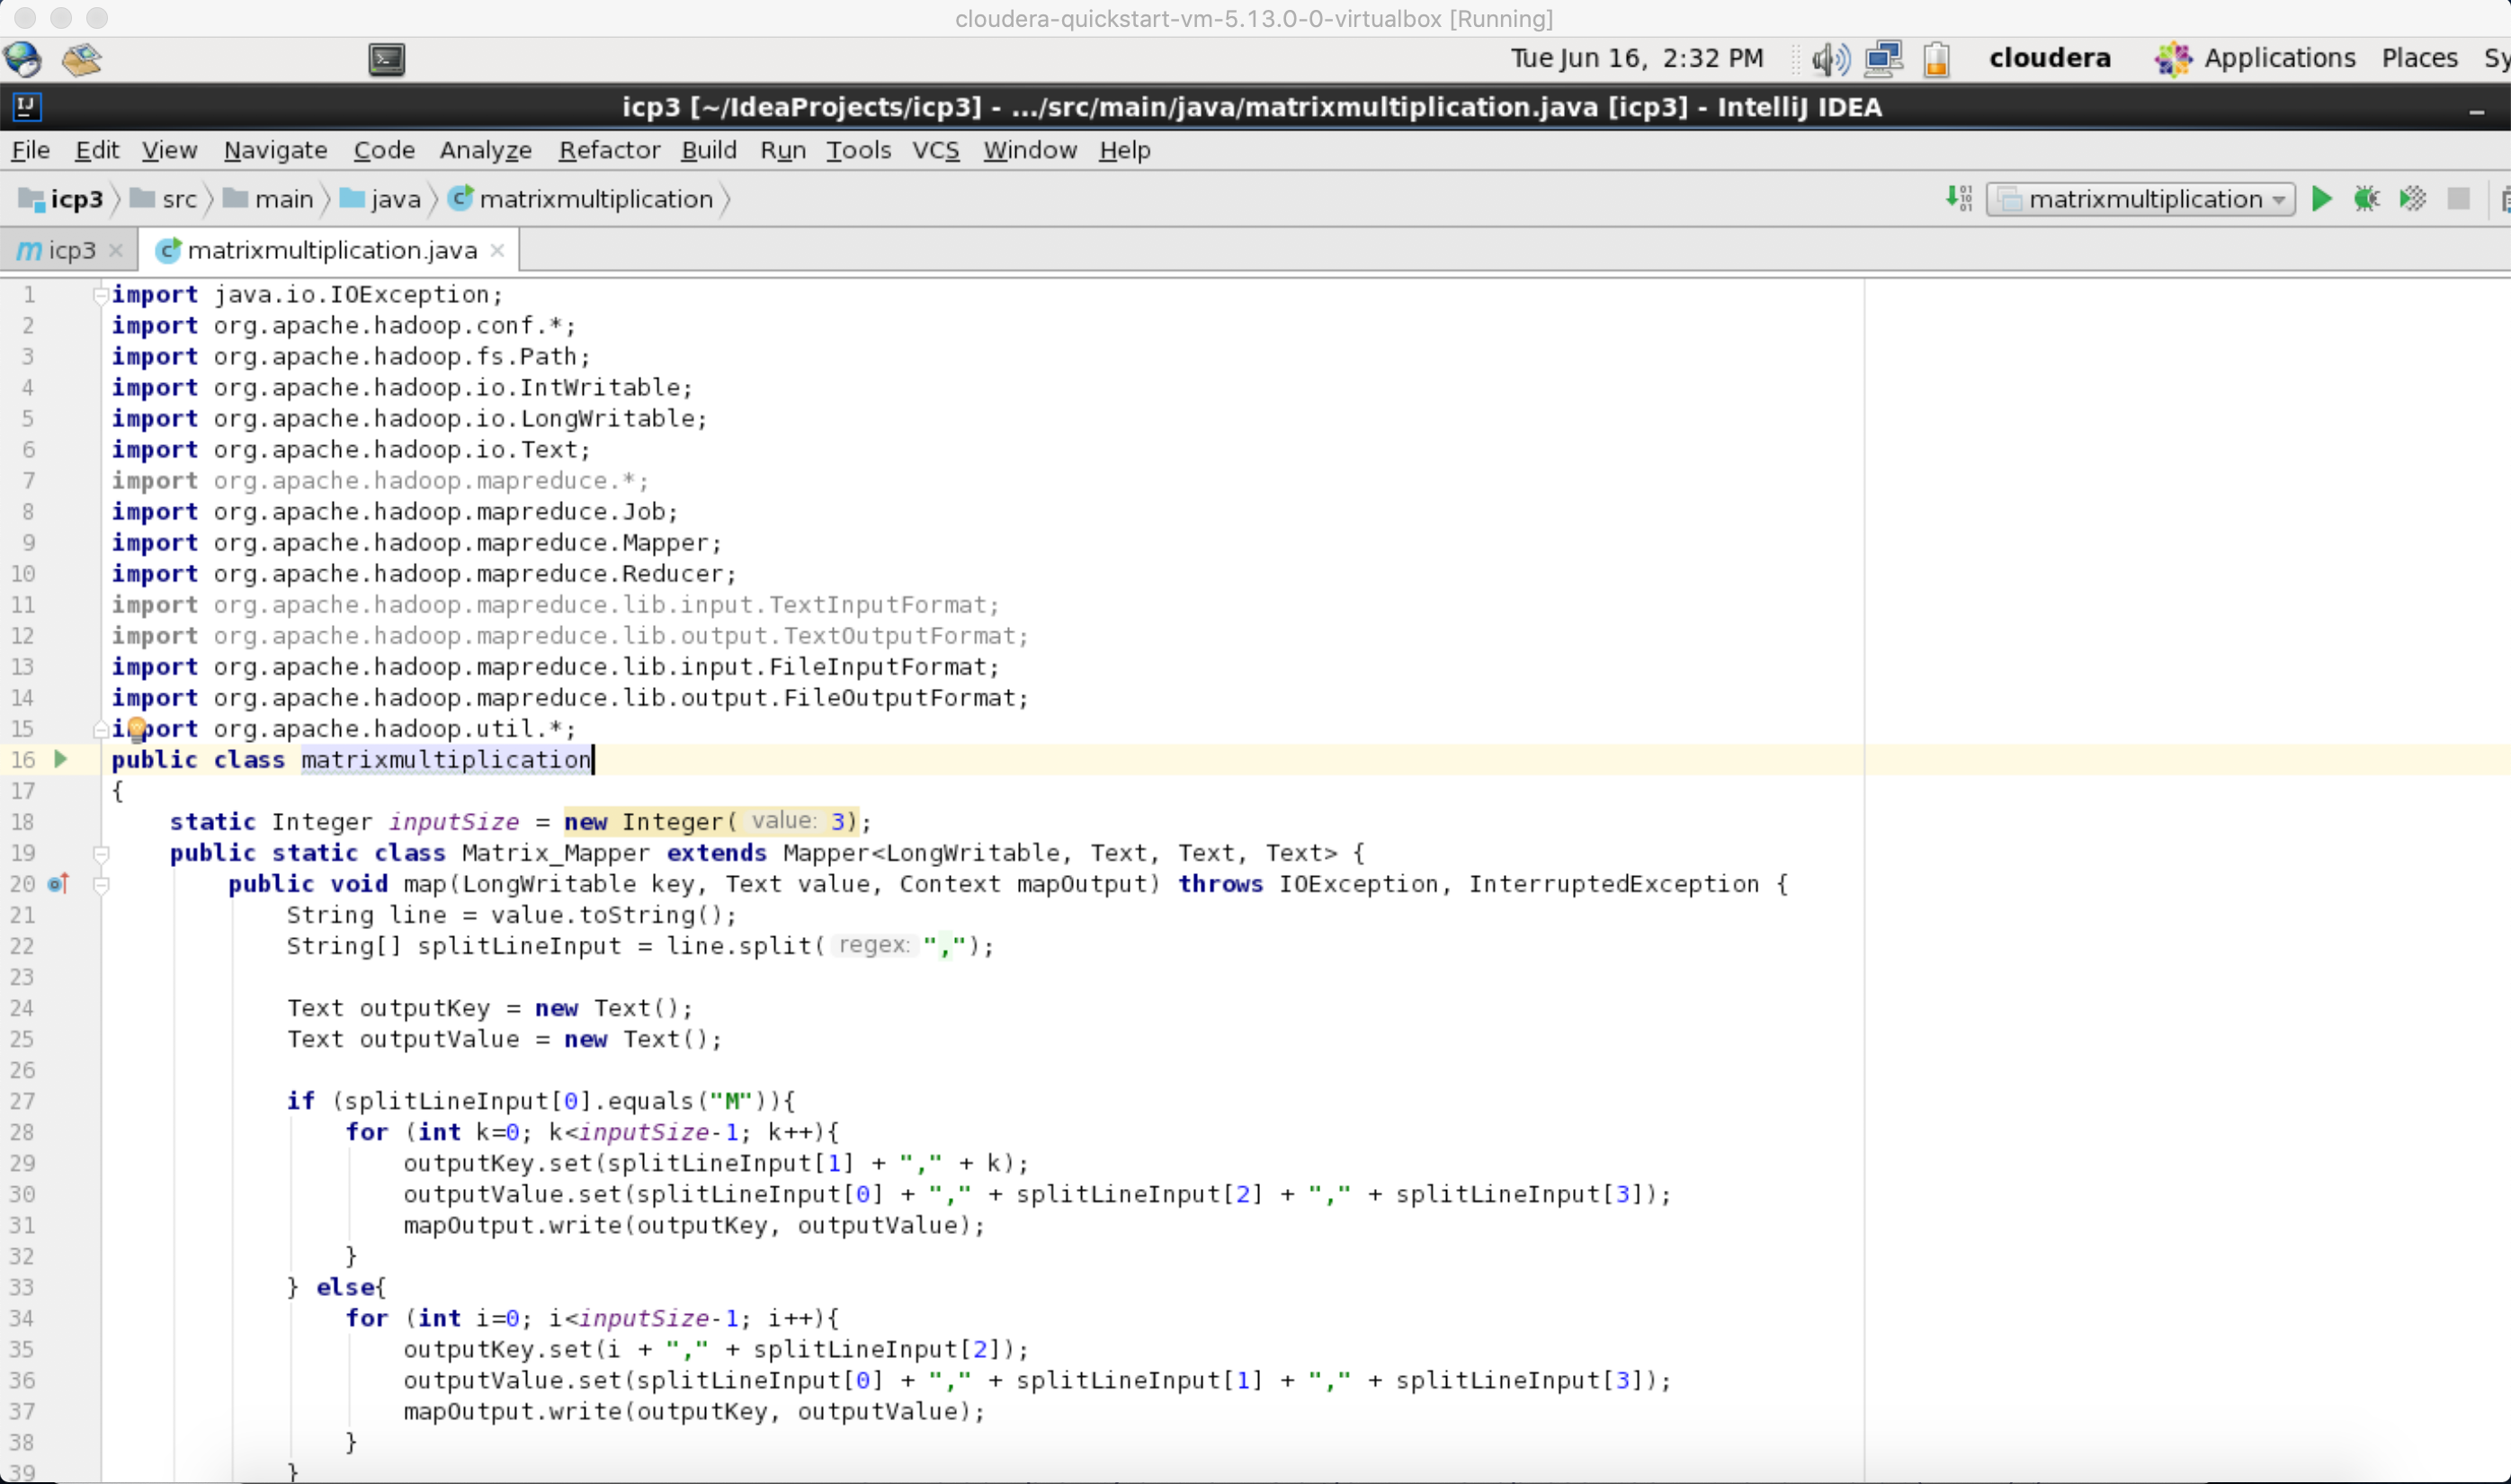 cloudera-quickstart-vm-5.13.0-0-virtualbox [Running]
Tue Jun 16, 2:32 PM cloudera Applications Places Sy
icp3 [~/IdeaProjects/icp3] - .../src/main/java/matrixmultiplication.java [icp3] - IntelliJ IDEA
File Edit View Navigate Code Analyze Refactor Build Run Tools VCS Window Help
icp3 src main java matrixmultiplication matrixmultiplication
icp3 matrixmultiplication.java
1 import java.io.IOException;
2 import org.apache.hadoop.conf.*;
3 import org.apache.hadoop.fs.Path;
4 import org.apache.hadoop.io.IntWritable;
5 import org.apache.hadoop.io.LongWritable;
6 import org.apache.hadoop.io.Text;
7 import org.apache.hadoop.mapreduce.*;
8 import org.apache.hadoop.mapreduce.Job;
9 import org.apache.hadoop.mapreduce.Mapper;
10 import org.apache.hadoop.mapreduce.Reducer;
11 import org.apache.hadoop.mapreduce.lib.input.TextInputFormat;
12 import org.apache.hadoop.mapreduce.lib.output.TextOutputFormat;
13 import org.apache.hadoop.mapreduce.lib.input.FileInputFormat;
14 import org.apache.hadoop.mapreduce.lib.output.FileOutputFormat;
15 import org.apache.hadoop.util.*;
16 public class matrixmultiplication
17 {
18 static Integer inputSize = new Integer( value: 3);
19 public static class Matrix_Mapper extends Mapper<LongWritable, Text, Text, Text> {
20 public void map(LongWritable key, Text value, Context mapOutput) throws IOException, InterruptedException {
21 String line = value.toString();
22 String[] splitLineInput = line.split( regex: ",");
23
24 Text outputKey = new Text();
25 Text outputValue = new Text();
26
27 if (splitLineInput[0].equals("M")){
28 for (int k=0; k<inputSize-1; k++){
29 outputKey.set(splitLineInput[1] + "," + k);
30 outputValue.set(splitLineInput[0] + "," + splitLineInput[2] + "," + splitLineInput[3]);
31 mapOutput.write(outputKey, outputValue);
32 }
33 } else{
34 for (int i=0; i<inputSize-1; i++){
35 outputKey.set(i + "," + splitLineInput[2]);
36 outputValue.set(splitLineInput[0] + "," + splitLineInput[1] + "," + splitLineInput[3]);
37 mapOutput.write(outputKey, outputValue);
38 }
39 }